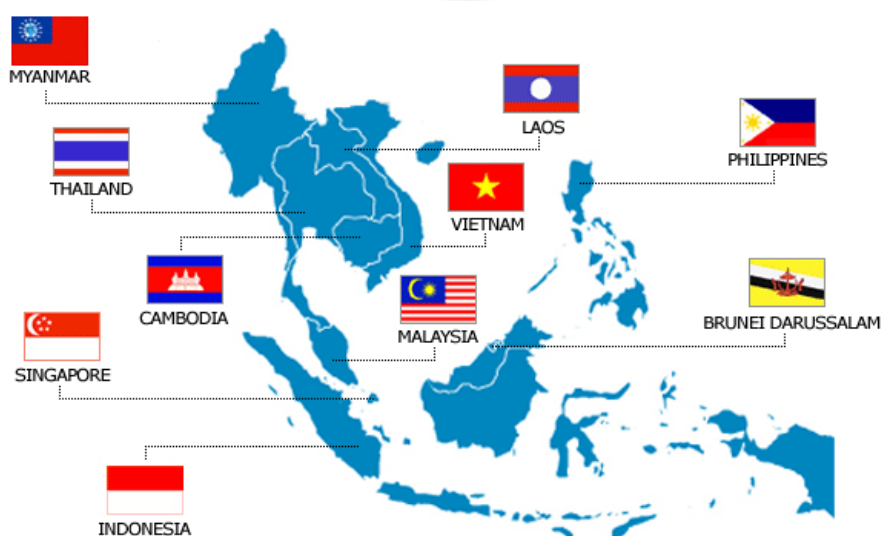 MYANMAR
LAOS
PHILIPPINES
THAILAND
VIETNAM
CAMBODIA
MALAYSIA
BRUNEI DARUSSALAM
SINGAPORE
INDONESIA